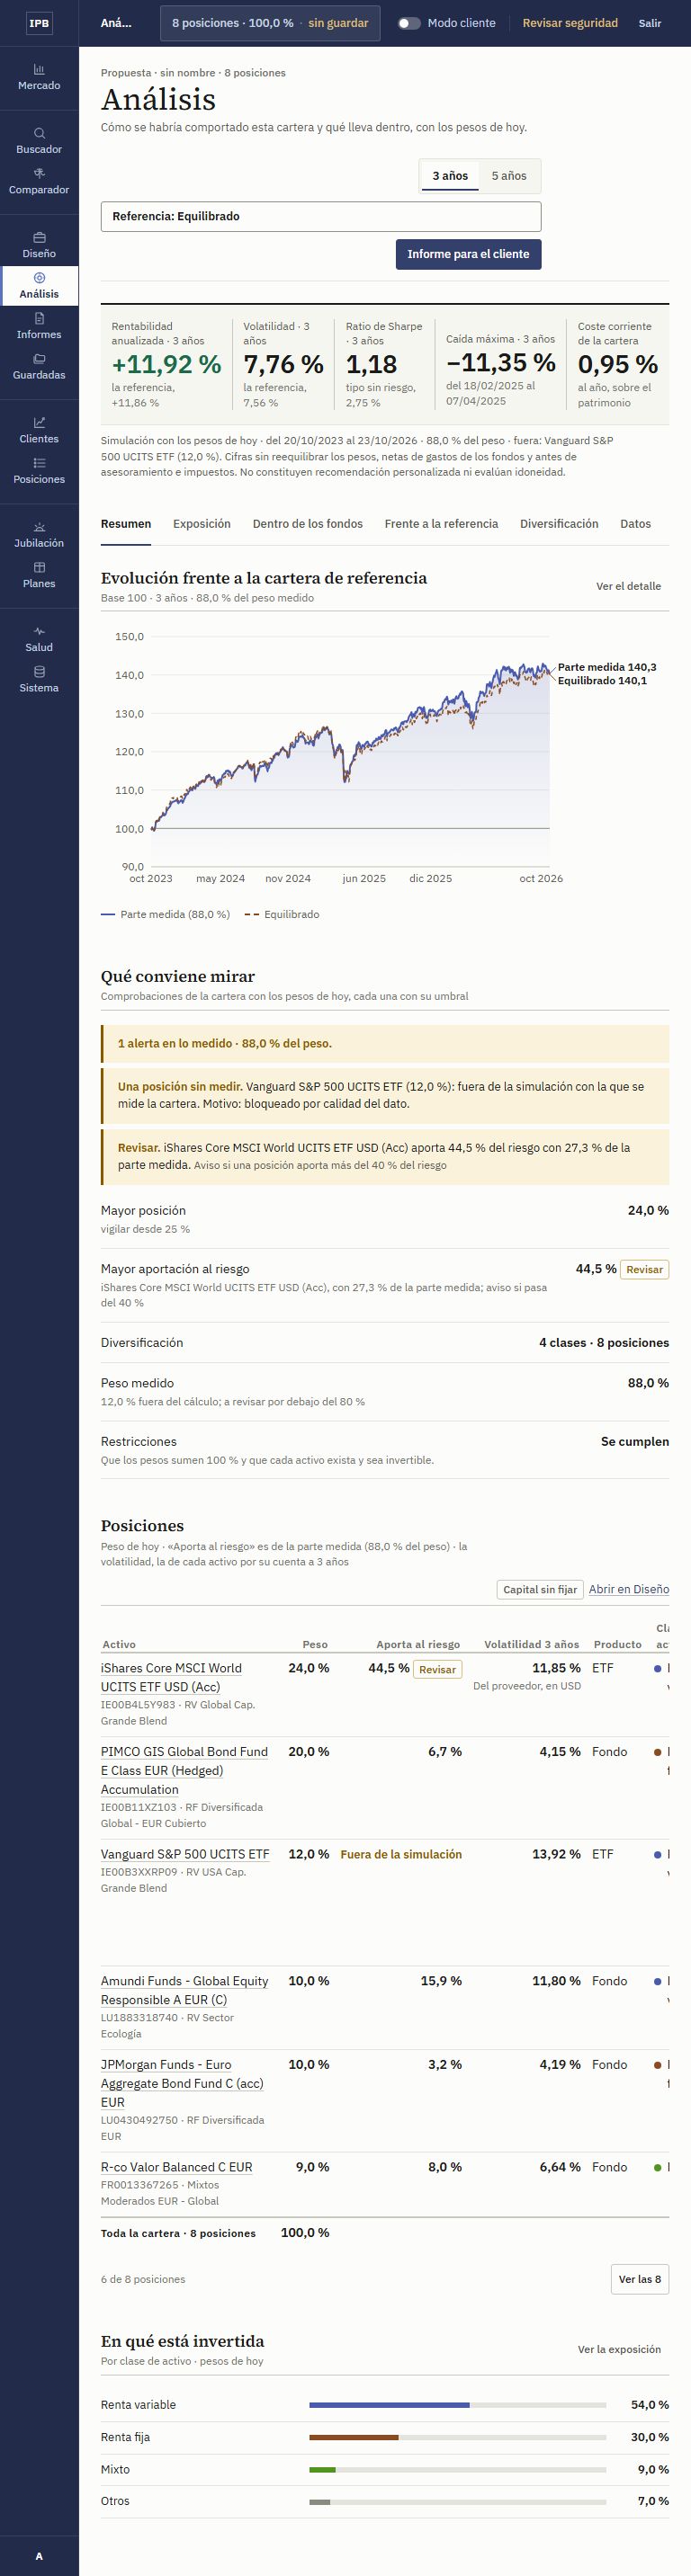 IPB
Aná...
8 posiciones · 100,0 % · sin guardar
Modo cliente
Revisar seguridad
Salir
Mercado
Buscador
Comparador
Diseño
Análisis
Informes
Guardadas
Clientes
Posiciones
Jubilación
Planes
Salud
Sistema
A
Propuesta · sin nombre · 8 posiciones
Análisis
Cómo se habría comportado esta cartera y qué lleva dentro, con los pesos de hoy.
3 años
5 años
Referencia: Equilibrado
Informe para el cliente
Rentabilidad
anualizada · 3 años
+11,92 %
la referencia,
+11,86 %
Volatilidad · 3
años
7,76 %
la referencia,
7,56 %
Ratio de Sharpe
· 3 años
1,18
tipo sin riesgo,
2,75 %
Caída máxima · 3 años
−11,35 %
del 18/02/2025 al
07/04/2025
Coste corriente
de la cartera
0,95 %
al año, sobre el
patrimonio
Simulación con los pesos de hoy · del 20/10/2023 al 23/10/2026 · 88,0 % del peso · fuera: Vanguard S&P
500 UCITS ETF (12,0 %). Cifras sin reequilibrar los pesos, netas de gastos de los fondos y antes de
asesoramiento e impuestos. No constituyen recomendación personalizada ni evalúan idoneidad.
Resumen
Exposición
Dentro de los fondos
Frente a la referencia
Diversificación
Datos
Evolución frente a la cartera de referencia
Base 100 · 3 años · 88,0 % del peso medido
Ver el detalle
150,0
140,0
130,0
120,0
110,0
100,0
90,0
Parte medida 140,3
Equilibrado 140,1
oct 2023
may 2024
nov 2024
jun 2025
dic 2025
oct 2026
Parte medida (88,0 %)
Equilibrado
Qué conviene mirar
Comprobaciones de la cartera con los pesos de hoy, cada una con su umbral
1 alerta en lo medido · 88,0 % del peso.
Una posición sin medir. Vanguard S&P 500 UCITS ETF (12,0 %): fuera de la simulación con la que se
mide la cartera. Motivo: bloqueado por calidad del dato.
Revisar. iShares Core MSCI World UCITS ETF USD (Acc) aporta 44,5 % del riesgo con 27,3 % de la
parte medida. Aviso si una posición aporta más del 40 % del riesgo
Mayor posición
24,0 %
vigilar desde 25 %
Mayor aportación al riesgo
44,5 % Revisar
iShares Core MSCI World UCITS ETF USD (Acc), con 27,3 % de la parte medida; aviso si pasa
del 40 %
Diversificación
4 clases · 8 posiciones
Peso medido
88,0 %
12,0 % fuera del cálculo; a revisar por debajo del 80 %
Restricciones
Se cumplen
Que los pesos sumen 100 % y que cada activo exista y sea invertible.
Posiciones
Peso de hoy · «Aporta al riesgo» es de la parte medida (88,0 % del peso) · la
volatilidad, la de cada activo por su cuenta a 3 años
Capital sin fijar
Abrir en Diseño
Activo
Peso
Aporta al riesgo
Volatilidad 3 años
Producto
iShares Core MSCI World
UCITS ETF USD (Acc)
IE00B4L5Y983 · RV Global Cap.
Grande Blend
24,0 %
44,5 % Revisar
11,85 %
Del proveedor, en USD
ETF
PIMCO GIS Global Bond Fund
E Class EUR (Hedged)
Accumulation
IE00B11XZ103 · RF Diversificada
Global - EUR Cubierto
20,0 %
6,7 %
4,15 %
Fondo
Vanguard S&P 500 UCITS ETF
IE00B3XXRP09 · RV USA Cap.
Grande Blend
12,0 %
Fuera de la simulación
13,92 %
ETF
Amundi Funds - Global Equity
Responsible A EUR (C)
LU1883318740 · RV Sector
Ecología
10,0 %
15,9 %
11,80 %
Fondo
JPMorgan Funds - Euro
Aggregate Bond Fund C (acc)
EUR
LU0430492750 · RF Diversificada
EUR
10,0 %
3,2 %
4,19 %
Fondo
R-co Valor Balanced C EUR
FR0013367265 · Mixtos
Moderados EUR - Global
9,0 %
8,0 %
6,64 %
Fondo
Toda la cartera · 8 posiciones
100,0 %
6 de 8 posiciones
Ver las 8
En qué está invertida
Por clase de activo · pesos de hoy
Ver la exposición
Renta variable
54,0 %
Renta fija
30,0 %
Mixto
9,0 %
Otros
7,0 %